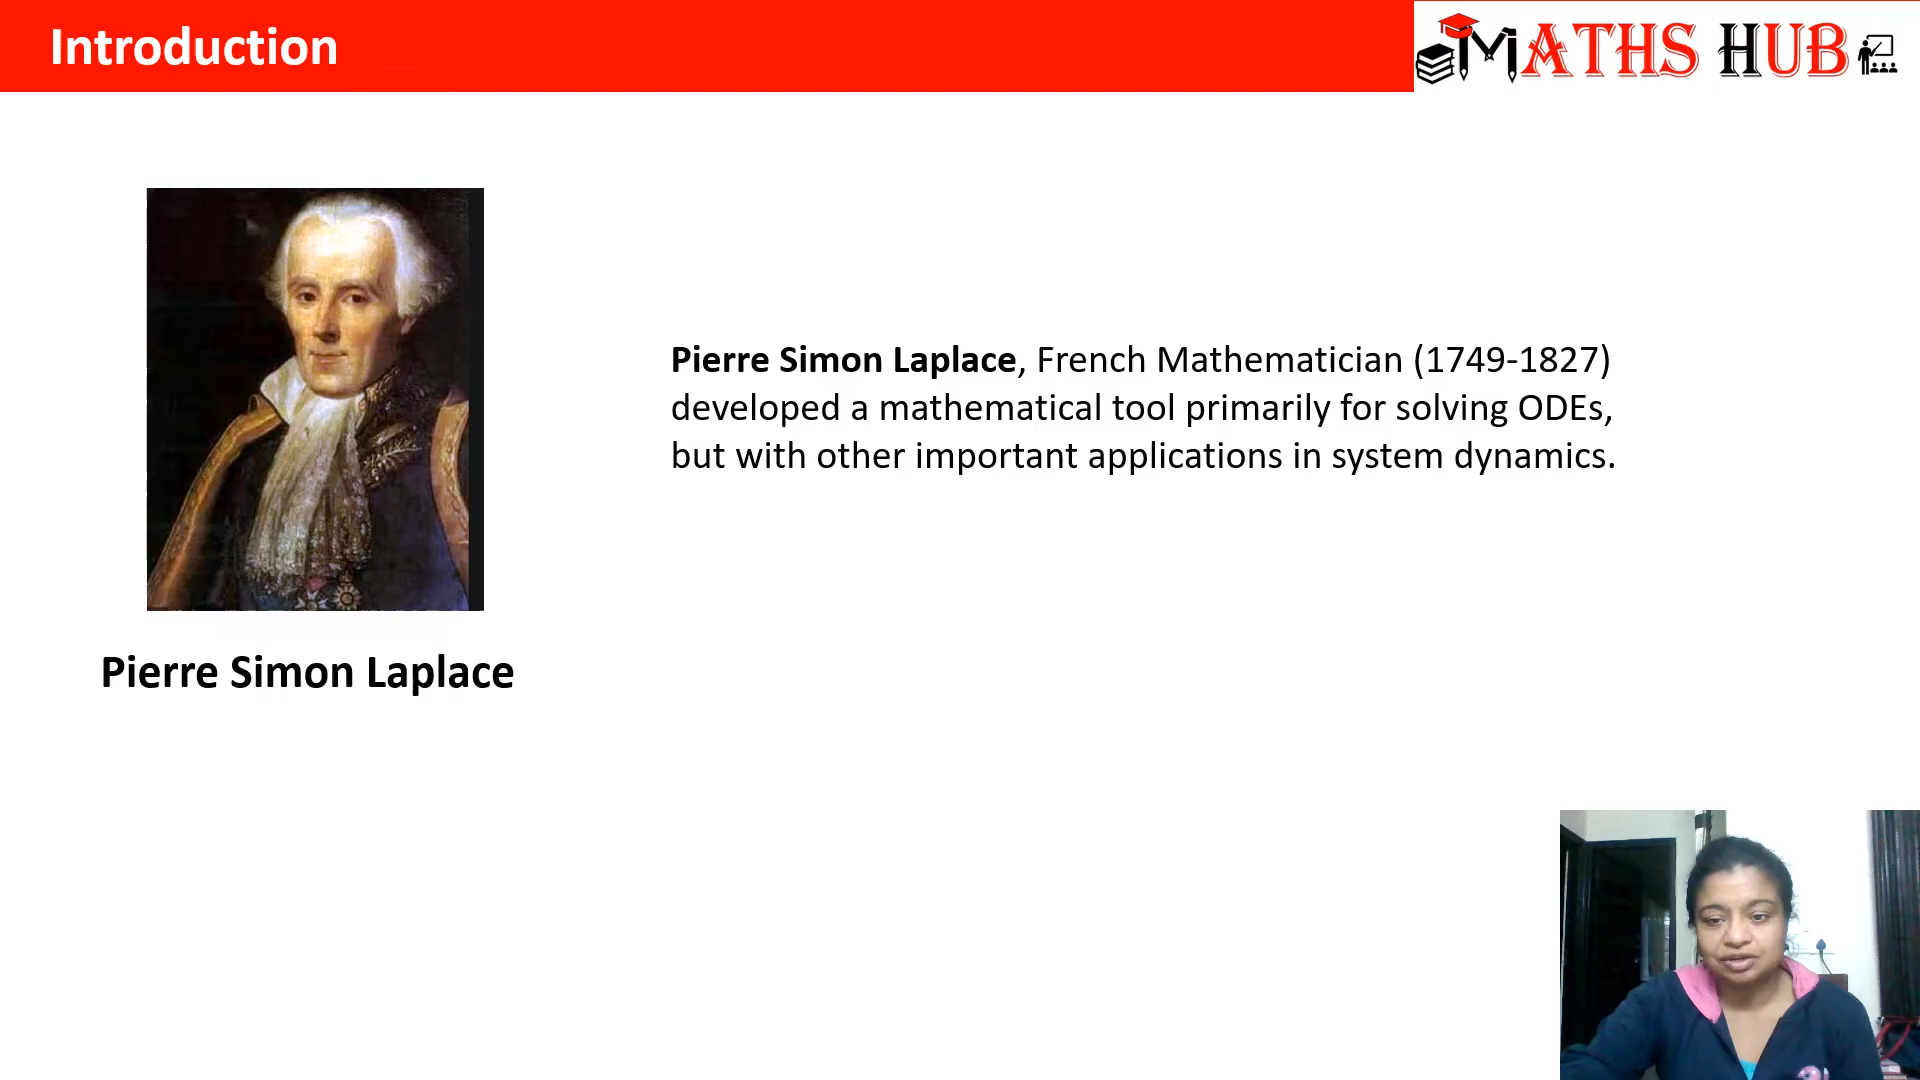 Introduction
MATHS HUB
Pierre Simon Laplace, French Mathematician (1749-1827)
developed a mathematical tool primarily for solving ODEs,
but with other important applications in system dynamics.
Pierre Simon Laplace